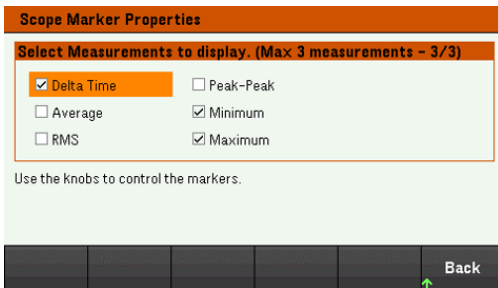 Scope Marker Properties
Select Measurements to display. (Max 3 measurements - 3/3)
Delta Time
Peak-Peak
Average
Minimum
RMS
Maximum
Use the knobs to control the markers.
Back